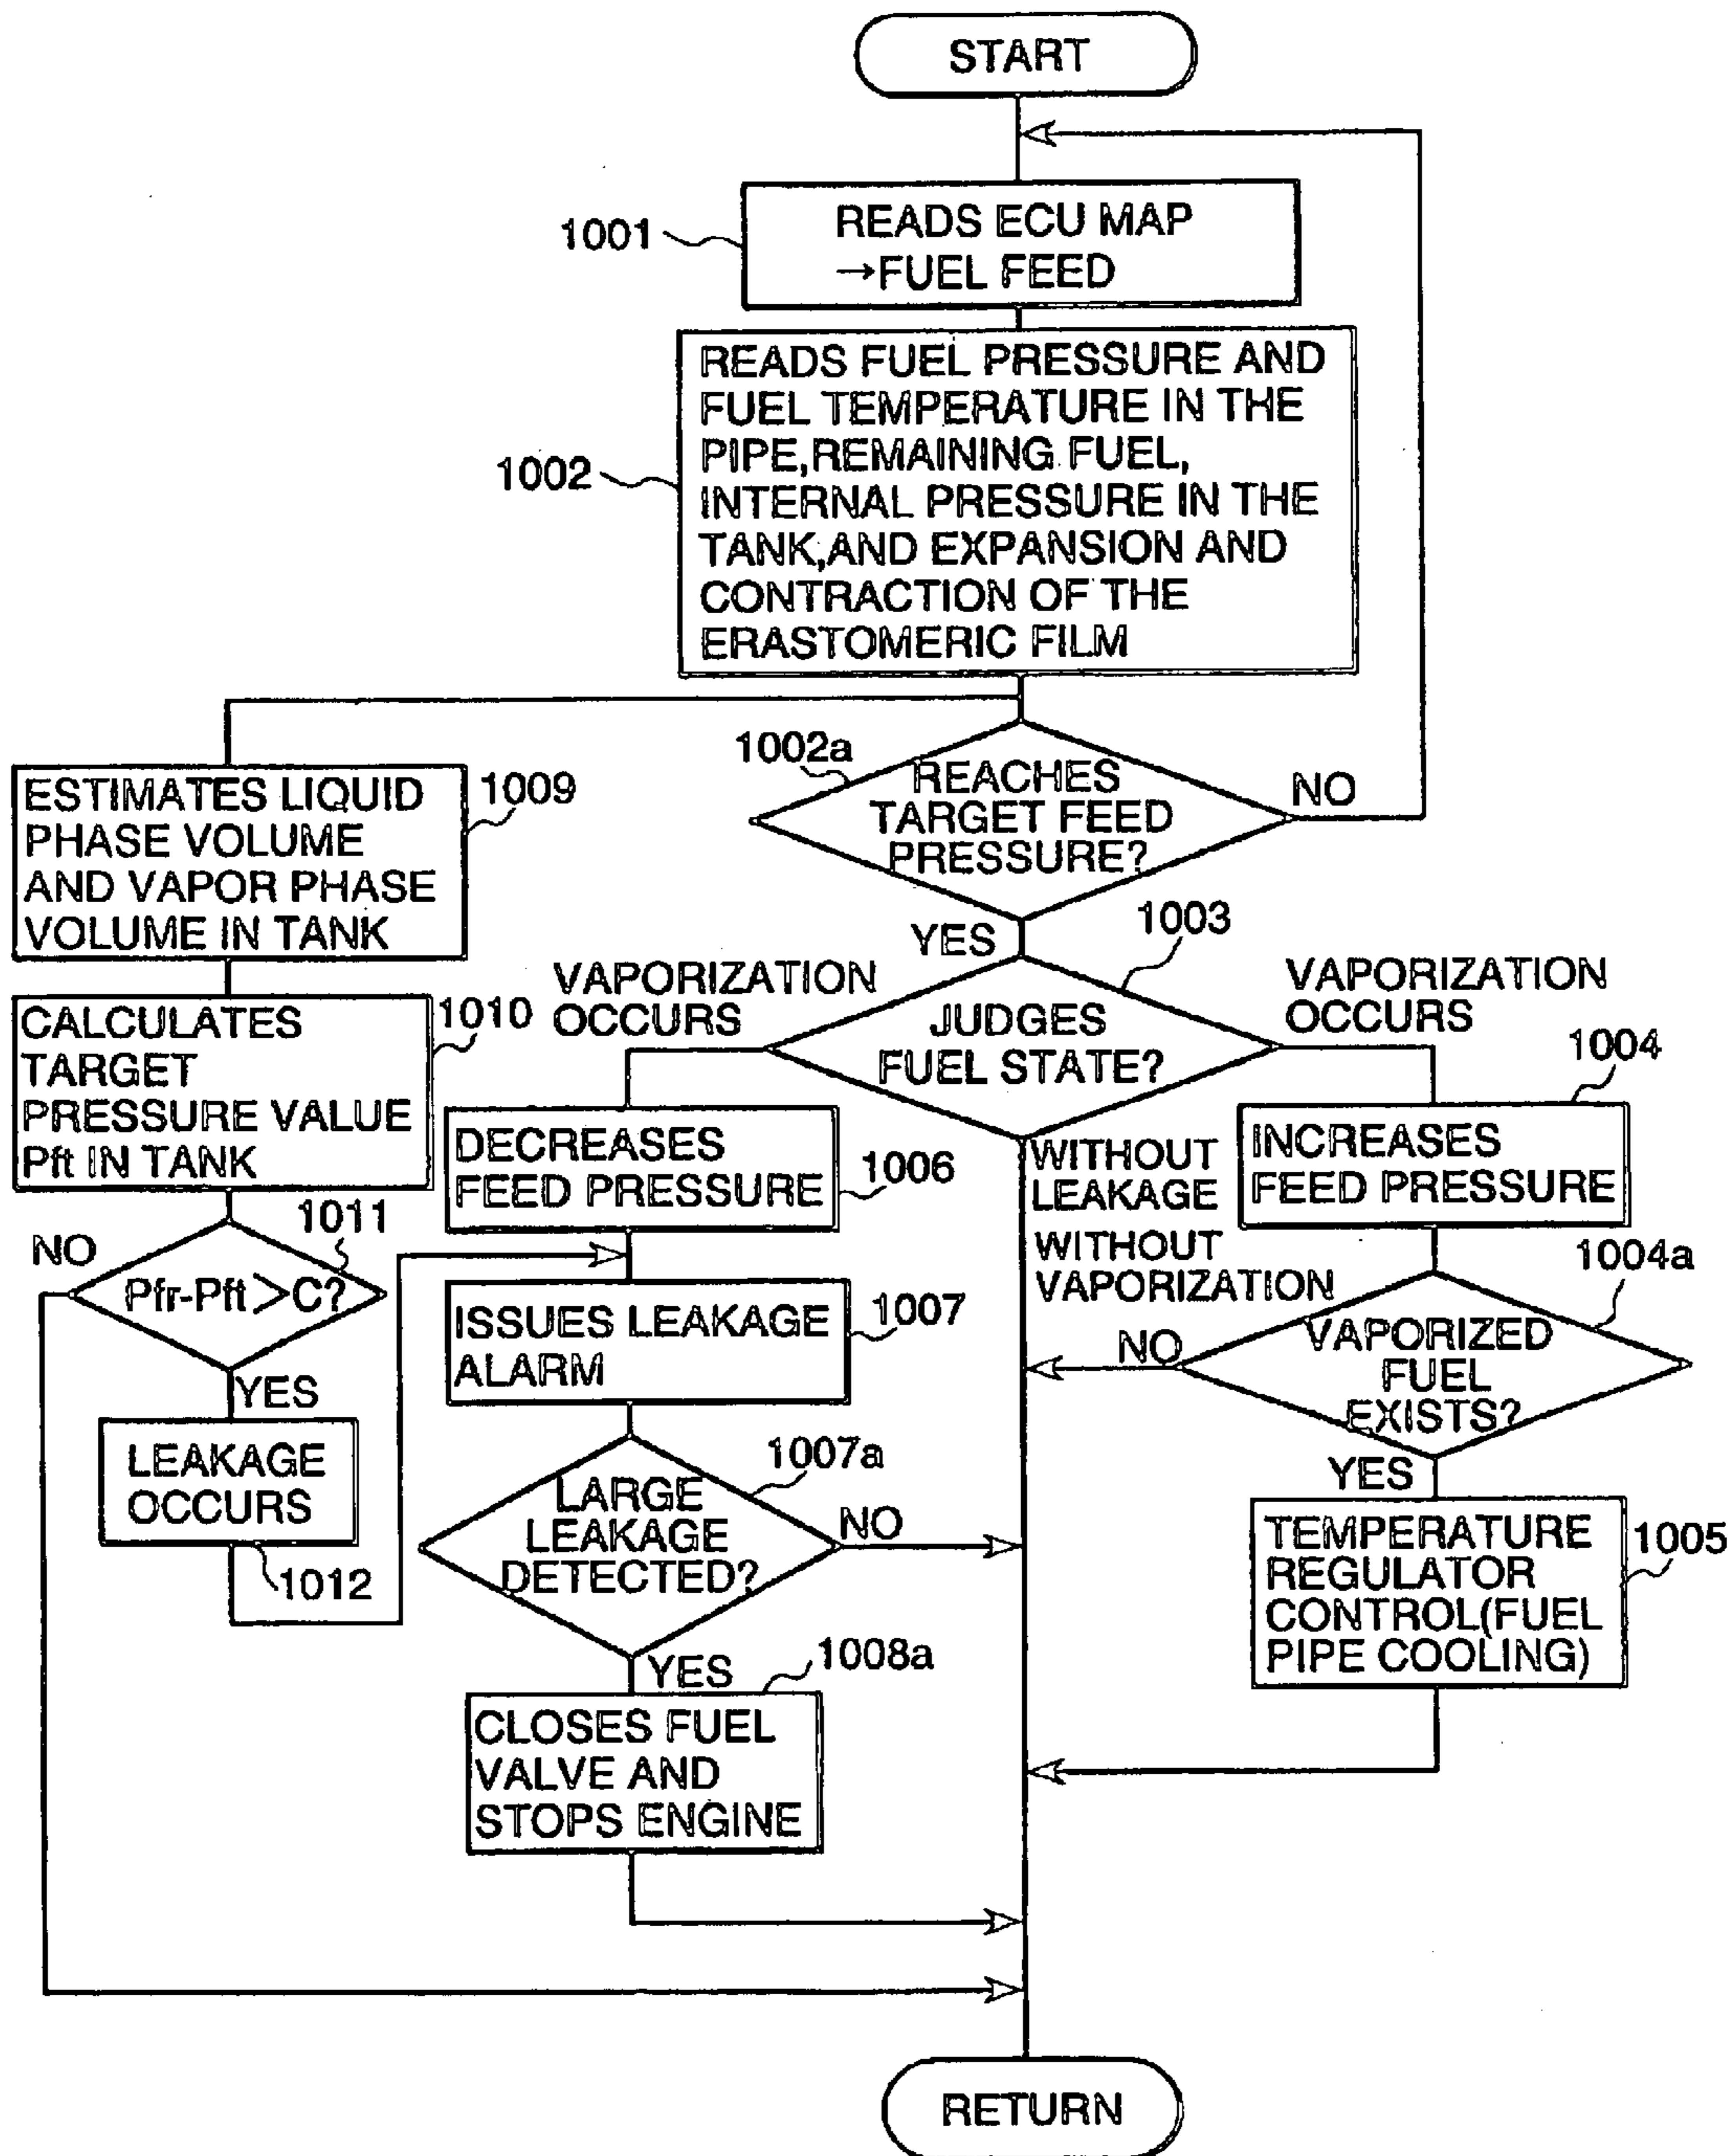 START
1001
READS ECU MAP
→FUEL FEED
1002
READS FUEL PRESSURE AND
FUEL TEMPERATURE IN THE
PIPE,REMAINING FUEL,
INTERNAL PRESSURE IN THE
TANK,AND EXPANSION AND
CONTRACTION OF THE
ERASTOMERIC FILM
1002a
REACHES
TARGET FEED
PRESSURE?
NO
YES
1009
ESTIMATES LIQUID
PHASE VOLUME
AND VAPOR PHASE
VOLUME IN TANK
1010
CALCULATES
TARGET
PRESSURE VALUE
Pft IN TANK
1011
NO
Pfr-Pft>C?
YES
LEAKAGE
OCCURS
1012
1003
JUDGES
FUEL STATE?
VAPORIZATION
OCCURS
VAPORIZATION
OCCURS
WITHOUT
LEAKAGE
WITHOUT
VAPORIZATION
DECREASES
FEED PRESSURE
1006
ISSUES LEAKAGE
ALARM
1007
1007a
LARGE
LEAKAGE
DETECTED?
NO
YES
1008a
CLOSES FUEL
VALVE AND
STOPS ENGINE
1004
INCREASES
FEED PRESSURE
1004a
VAPORIZED
FUEL
EXISTS?
NO
YES
TEMPERATURE
REGULATOR
CONTROL(FUEL
PIPE COOLING)
1005
RETURN